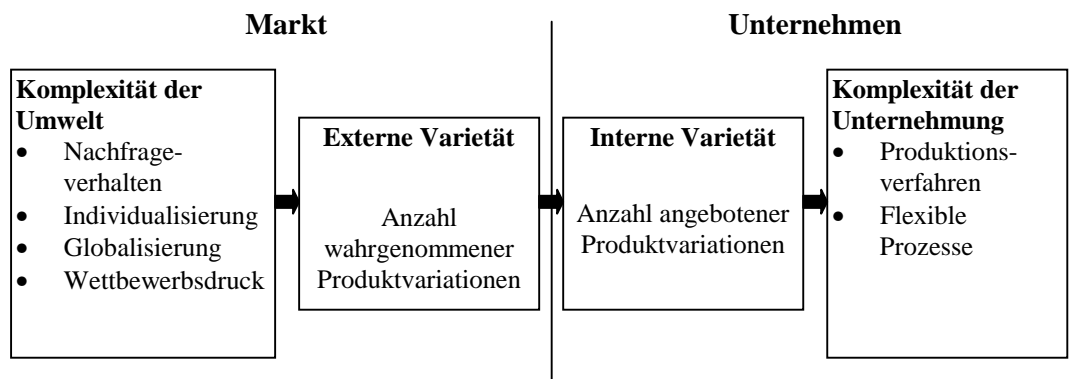 Markt
Unternehmen
Komplexität der
Umwelt
• Nachfrage-
verhalten
• Individualisierung
• Globalisierung
• Wettbewerbsdruck
Externe Varietät
Anzahl
wahrgenommener
Produktvariationen
Interne Varietät
Anzahl angebotener
Produktvariationen
Komplexität der
Unternehmung
• Produktions-
verfahren
• Flexible
Prozesse